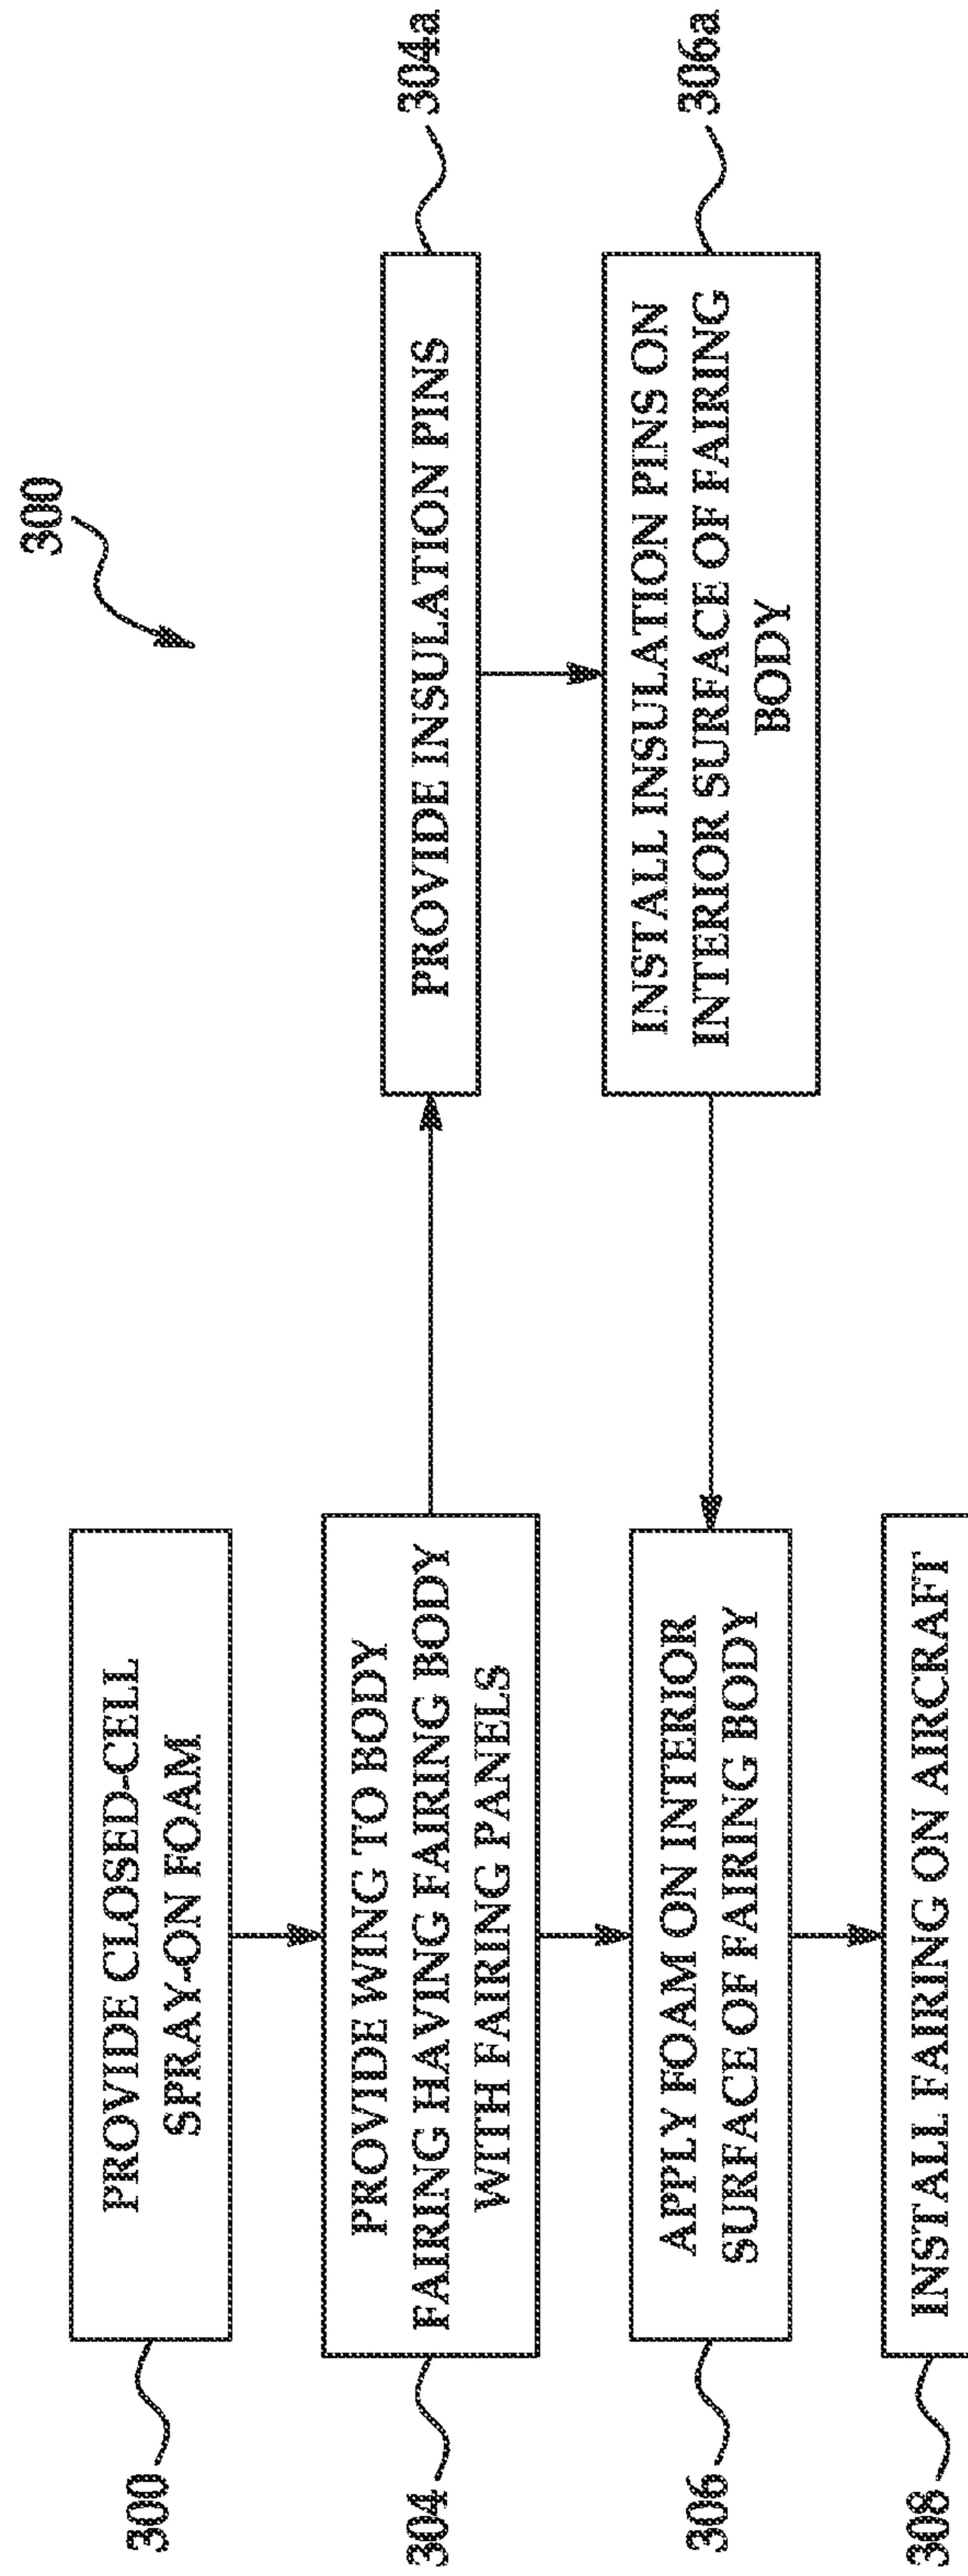 300
300
PROVIDE CLOSED-CELL
SPRAY-ON FOAM
304
PROVIDE WING TO BODY
FAIRING HAVING FAIRING BODY
WITH FAIRING PANELS
PROVIDE INSULATION PINS
304a
306
APPLY FOAM ON INTERIOR
SURFACE OF FAIRING BODY
INSTALL INSULATION PINS ON
INTERIOR SURFACE OF FAIRING
BODY
306a
308
INSTALL FAIRING ON AIRCRAFT